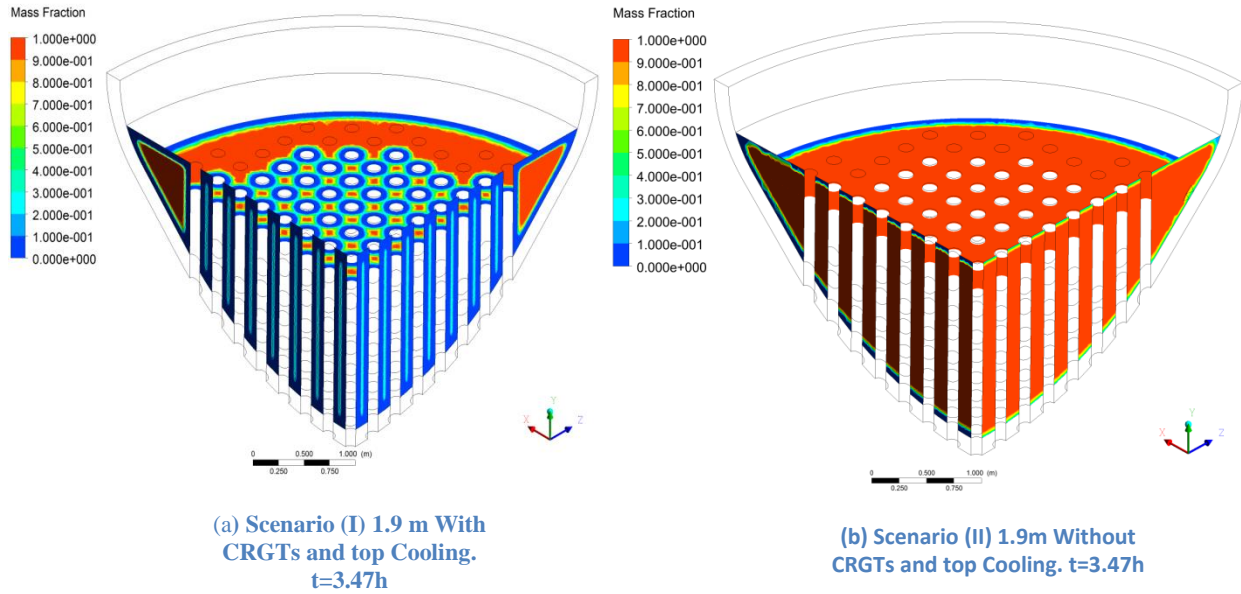 Mass Fraction
1.000e+000
9.000e-001
8.000e-001
7.000e-001
6.000e-001
5.000e-001
4.000e-001
3.000e-001
2.000e-001
1.000e-001
0.000e+000
X
Y
Z
0 0.500 1.000 (m)
0.250 0.750
(a) Scenario (I) 1.9 m With
CRGTs and top Cooling.
t=3.47h
Mass Fraction
1.000e+000
9.000e-001
8.000e-001
7.000e-001
6.000e-001
5.000e-001
4.000e-001
3.000e-001
2.000e-001
1.000e-001
0.000e+000
X
Y
Z
0 0.500 1.000 (m)
0.250 0.750
(b) Scenario (II) 1.9m Without
CRGTs and top Cooling. t=3.47h